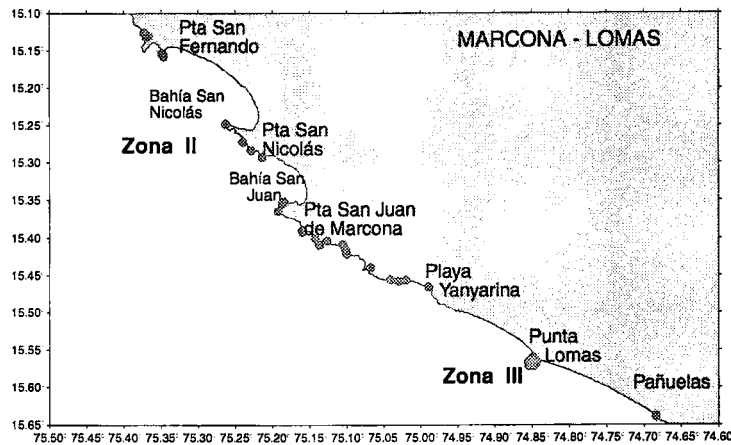 MARCONA - LOMAS
Pta San
Fernando
Bahía San
Nicolás
Zona II
Pta San
Nicolás
Bahía San
Juan
Pta San Juan
de Marcona
Playa
Yanyarina
Punta
Lomas
Zona III
Pañuelas
15.10
15.20
15.25
15.30
15.35
15.40
15.45
15.50
15.55
15.60
15.65
75.50 75.45 75.40 75.35 75.30 75.25 75.20 75.15 75.10 75.00 75.05 74.95 74.90 74.85 74.80 74.75 74.70 74.65 74.60